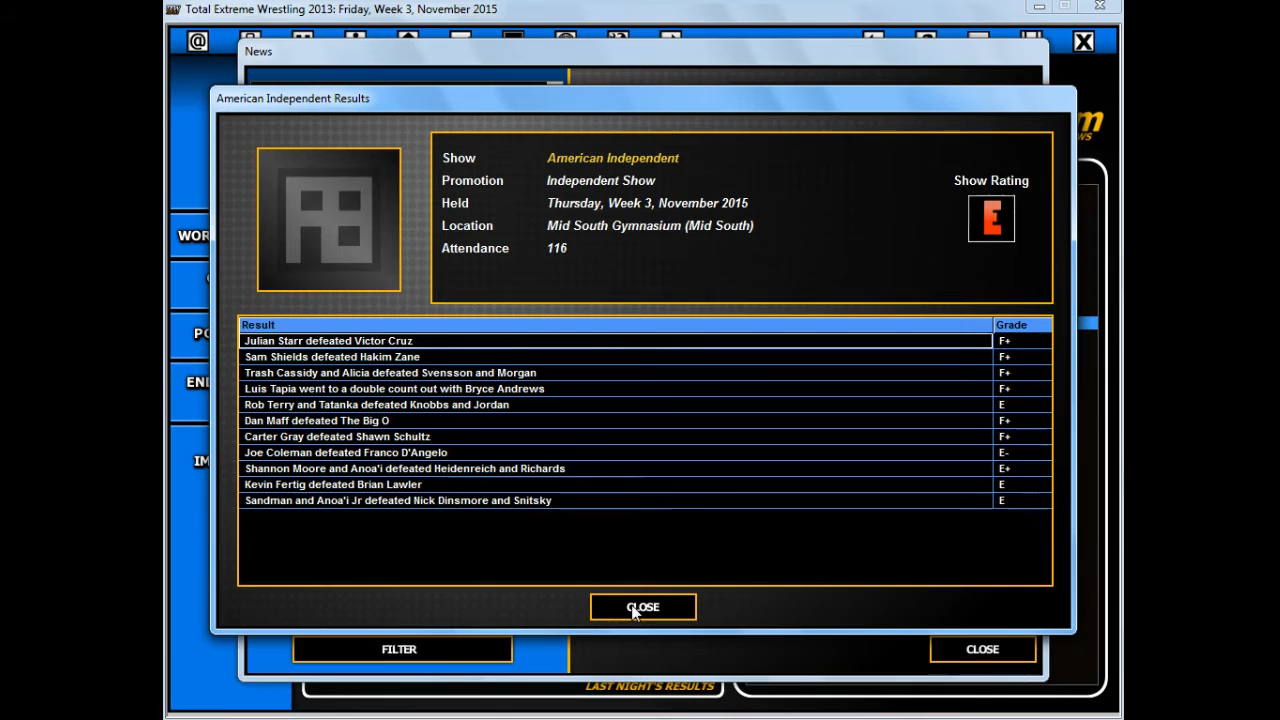 Total Extreme Wrestling 2013: Friday, Week 3, November 2015
@
X
News
American Independent Results
Show American Independent
Promotion Independent Show
Held Thursday, Week 3, November 2015
Location Mid South Gymnasium (Mid South)
Attendance 116
Show Rating
E
WOR
PO
ENI
IM
Result Grade
Julian Starr defeated Victor Cruz F+
Sam Shields defeated Hakim Zane F+
Trash Cassidy and Alicia defeated Svensson and Morgan F+
Luis Tapia went to a double count out with Bryce Andrews F+
Rob Terry and Tatanka defeated Knobbs and Jordan E
Dan Maff defeated The Big O F+
Carter Gray defeated Shawn Schultz F+
Joe Coleman defeated Franco D'Angelo E-
Shannon Moore and Anoa'i defeated Heidenreich and Richards E+
Kevin Fertig defeated Brian Lawler E
Sandman and Anoa'i Jr defeated Nick Dinsmore and Snitsky E
CLOSE
FILTER CLOSE
LAST NIGHT'S RESULTS